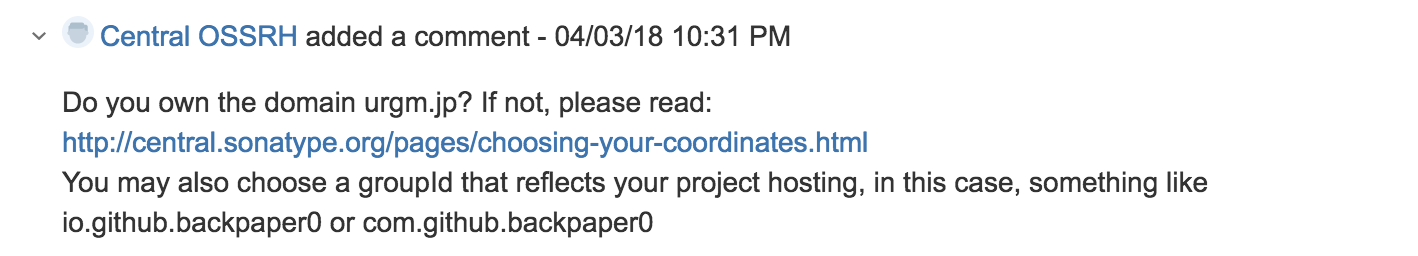 Central OSSRH added a comment - 04/03/18 10:31 PM
Do you own the domain urgm.jp? If not, please read:
http://central.sonatype.org/pages/choosing-your-coordinates.html
You may also choose a groupId that reflects your project hosting, in this case, something like
io.github.backpaper0 or com.github.backpaper0